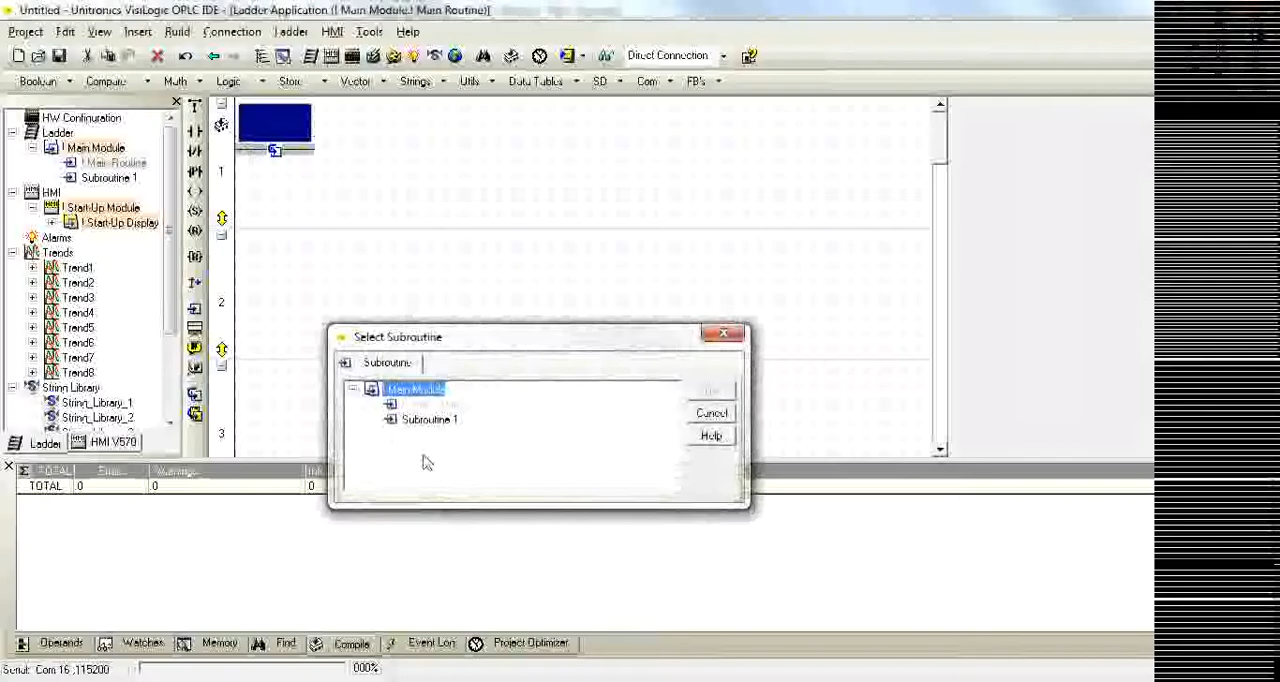 Untitled - Unitronics VisiLogic OPLC IDE - [Ladder Application (! Main Module:! Main Routine)]
Project Edit View Insert Build Connection Ladder HMI Tools Help
Direct Connection
Boolean Compare Math Logic Store Vector Strings Utils Data Tables SD Com FB's
HW Configuration
Ladder
! Main Module
! Main Routine
Subroutine 1
HMI
! Start-Up Module
! Start-Up Display
Alarms
Trends
Trend1
Trend2
Trend3
Trend4
Trend5
Trend6
Trend7
Trend8
String Library
String_Library_1
String_Library_2
Ladder HMI V570
1
2
3
Select Subroutine
Subroutine
! Main Module
Subroutine 1
Cancel
Help
TOTAL Warnings
TOTAL 0 0 0
Operands Watches Memory Find Compile Event Log Project Optimizer
Serial: Com 16 ,115200 000%